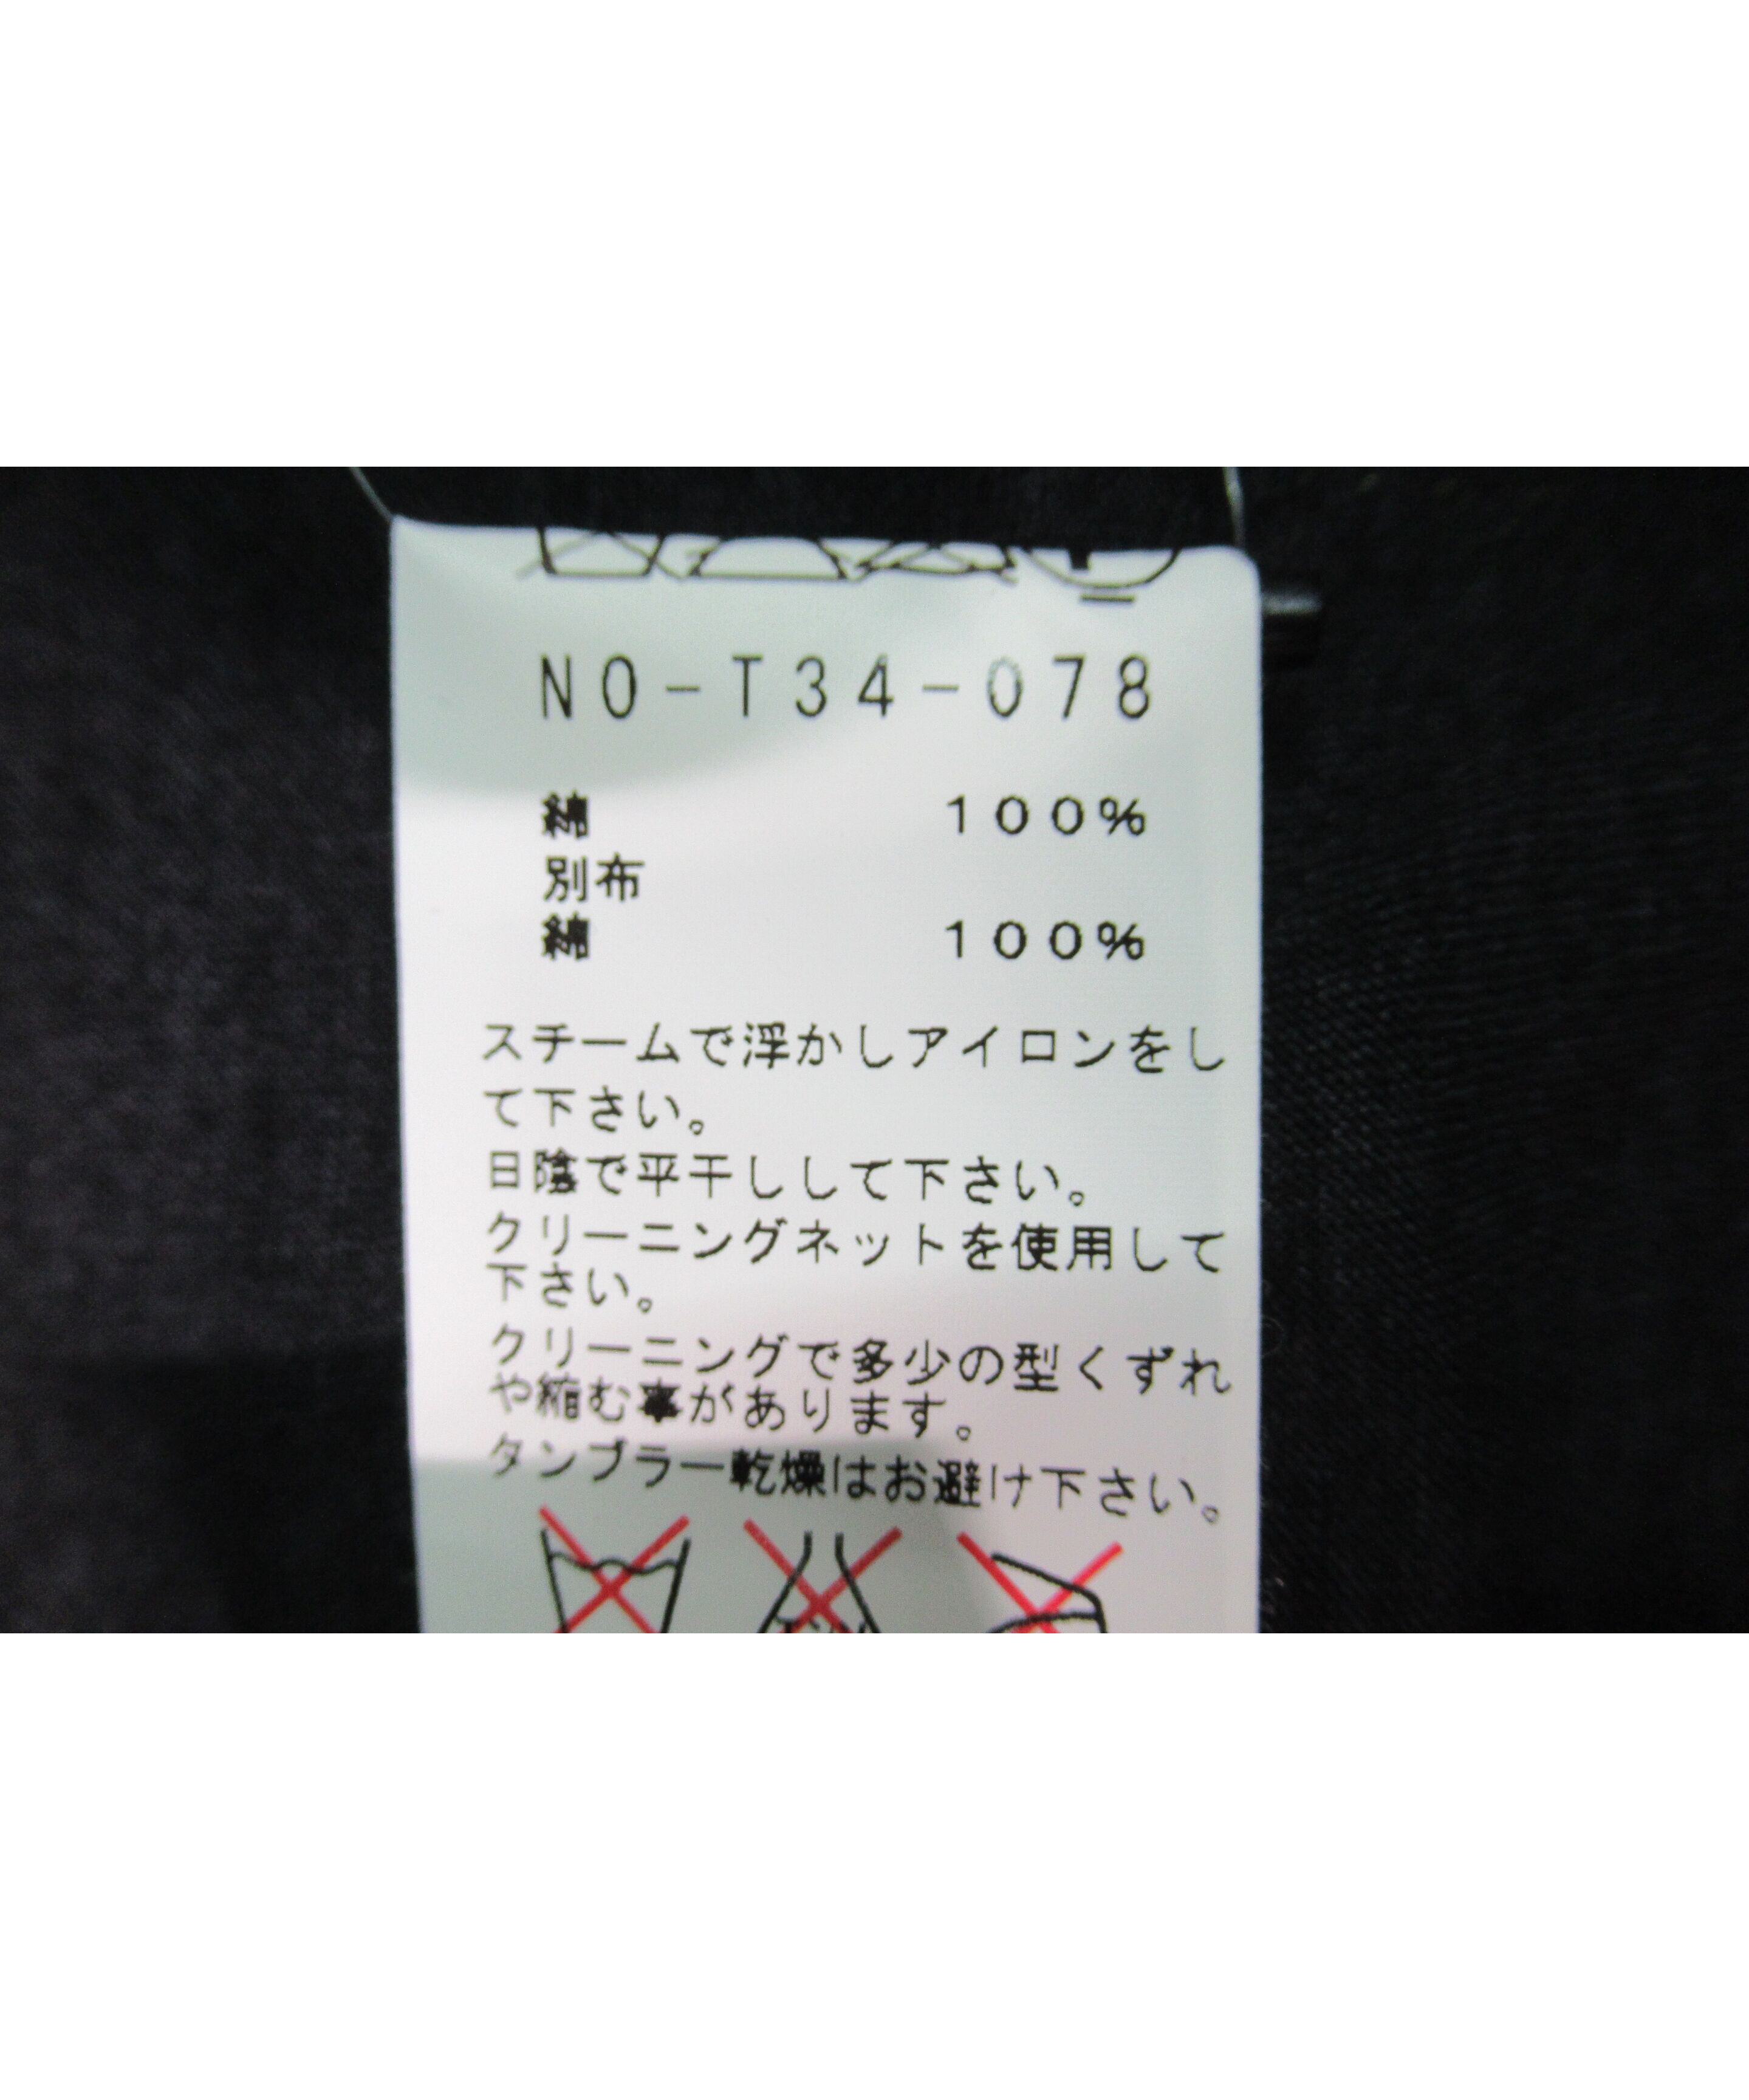 NO-T34-078
綿 100%
別布
綿 100%
スチームで浮かしアイロンをし
て下さい。
日陰で平干しして下さい。
クリーニングネットを使用して
下さい。
クリーニングで多少の型くずれ
や縮む事があります。
タンブラー乾燥はお避け下さい。